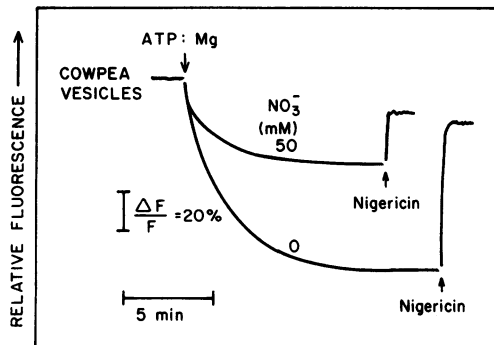 ATP: Mg
COWPEA
VESICLES
NO3-
(mM)
50
Nigericin
ΔF
F
=20%
0
Nigericin
5 min
RELATIVE FLUORESCENCE